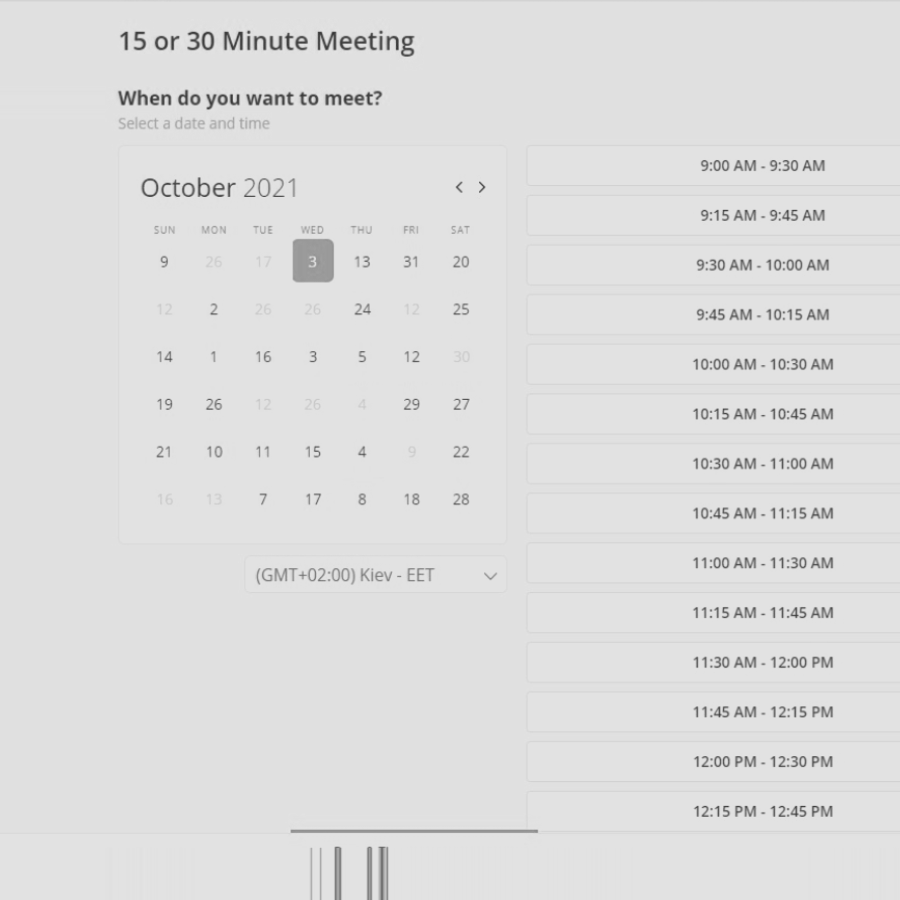 15 or 30 Minute Meeting
When do you want to meet?
Select a date and time
October 2021
SUN MON TUE WED THU FRI SAT
9 26 17 3 13 31 20
12 2 26 26 24 12 25
14 1 16 3 5 12 30
19 26 12 26 4 29 27
21 10 11 15 4 9 22
16 13 7 17 8 18 28
(GMT+02:00) Kiev - EET
9:00 AM - 9:30 AM
9:15 AM - 9:45 AM
9:30 AM - 10:00 AM
9:45 AM - 10:15 AM
10:00 AM - 10:30 AM
10:15 AM - 10:45 AM
10:30 AM - 11:00 AM
10:45 AM - 11:15 AM
11:00 AM - 11:30 AM
11:15 AM - 11:45 AM
11:30 AM - 12:00 PM
11:45 AM - 12:15 PM
12:00 PM - 12:30 PM
12:15 PM - 12:45 PM